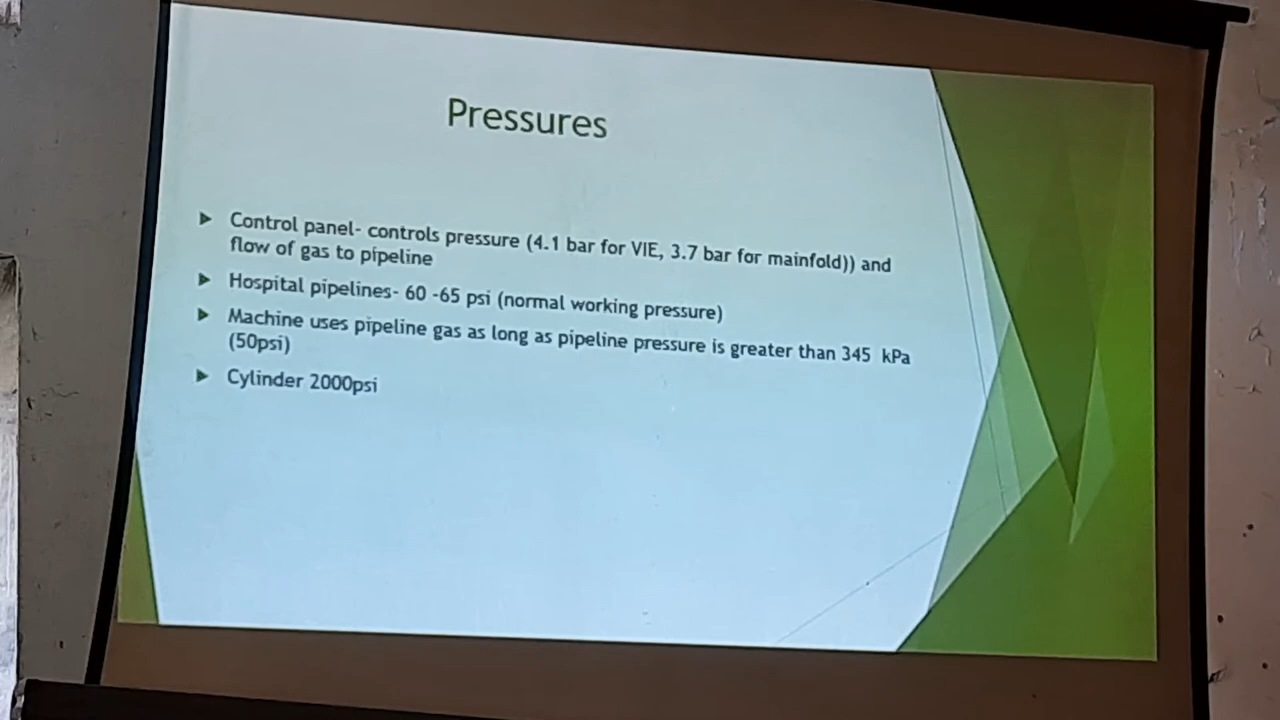 Pressures
Control panel- controls pressure (4.1 bar for VIE, 3.7 bar for mainfold)) and
flow of gas to pipeline
Hospital pipelines- 60 -65 psi (normal working pressure)
Machine uses pipeline gas as long as pipeline pressure is greater than 345 kPa
(50psi)
Cylinder 2000psi